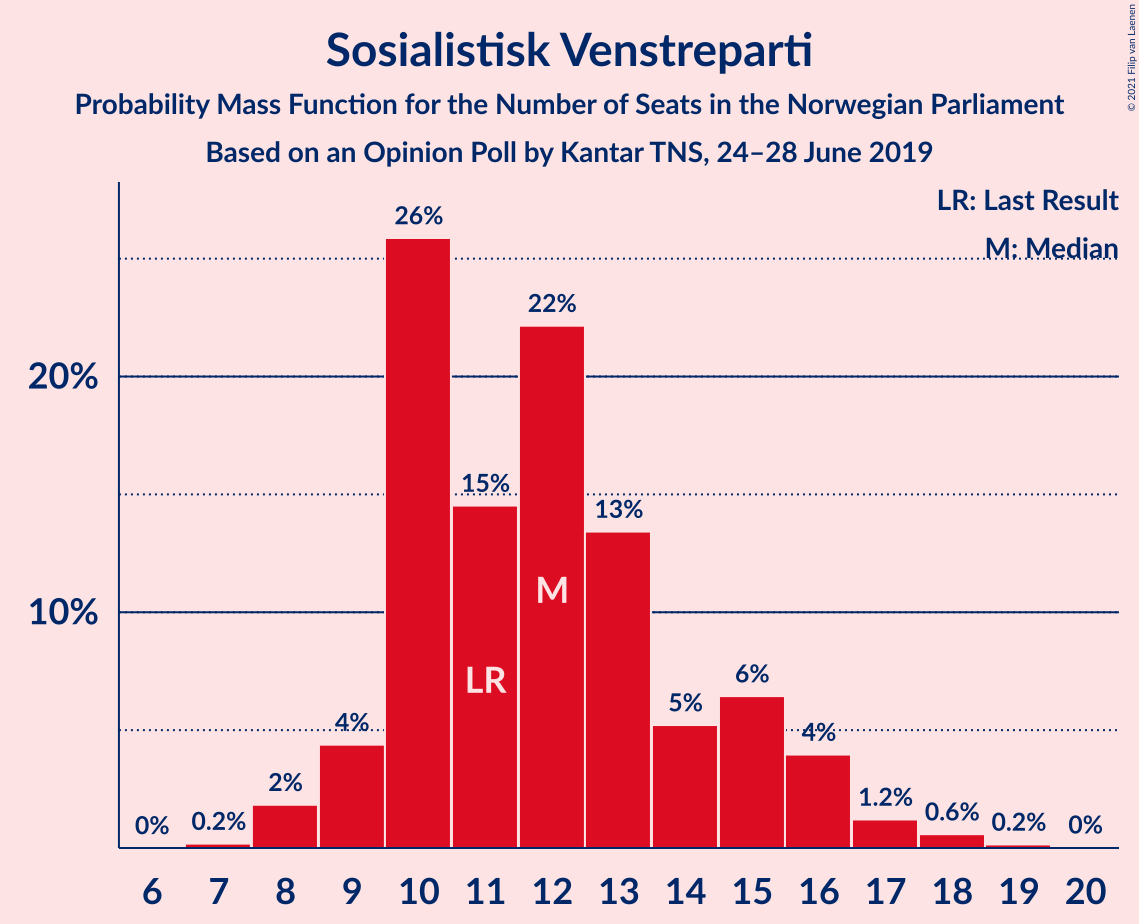 Sosialistisk Venstreparti
Probability Mass Function for the Number of Seats in the Norwegian Parliament
Based on an Opinion Poll by Kantar TNS, 24–28 June 2019
© 2021 Filip van Laenen
LR: Last Result
M: Median
26%
22%
20%
15%
13%
M
10%
LR
6%
5%
4%
4%
2%
1.2%
0.6%
0%
0.2%
0.2%
0%
6 7 8 9 10 11 12 13 14 15 16 17 18 19 20